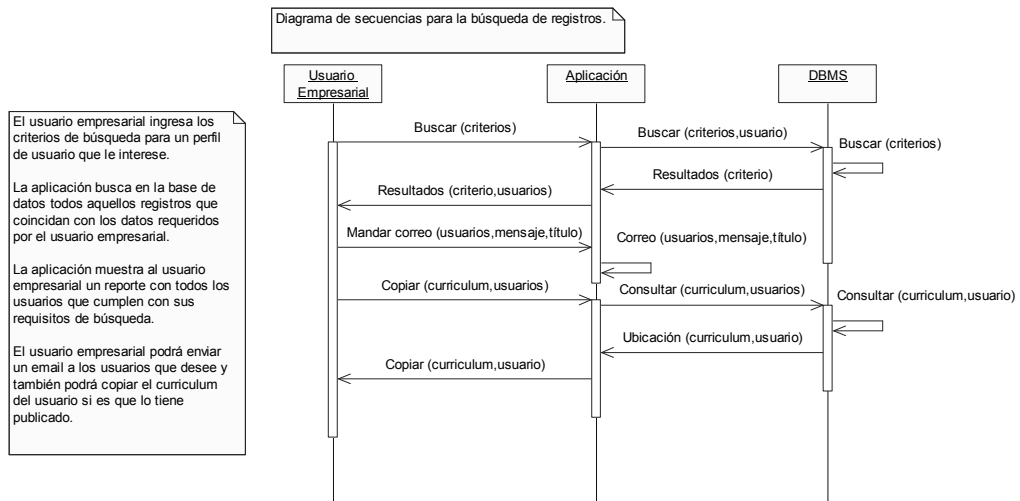 Diagrama de secuencias para la búsqueda de registros.
Usuario
Empresarial
Aplicación
DBMS
El usuario empresarial ingresa los
criterios de búsqueda para un perfil
de usuario que le interese.
La aplicación busca en la base de
datos todos aquellos registros que
coincidan con los datos requeridos
por el usuario empresarial.
La aplicación muestra al usuario
empresarial un reporte con todos los
usuarios que cumplen con sus
requisitos de búsqueda.
El usuario empresarial podrá enviar
un email a los usuarios que desee y
también podrá copiar el curriculum
del usuario si es que lo tiene
publicado.
Buscar (criterios)
Buscar (criterios,usuario)
Buscar (criterios)
Resultados (criterio)
Resultados (criterio,usuarios)
Mandar correo (usuarios,mensaje,título)
Correo (usuarios,mensaje,título)
Copiar (curriculum,usuarios)
Consultar (curriculum,usuarios)
Consultar (curriculum,usuario)
Ubicación (curriculum,usuario)
Copiar (curriculum,usuario)